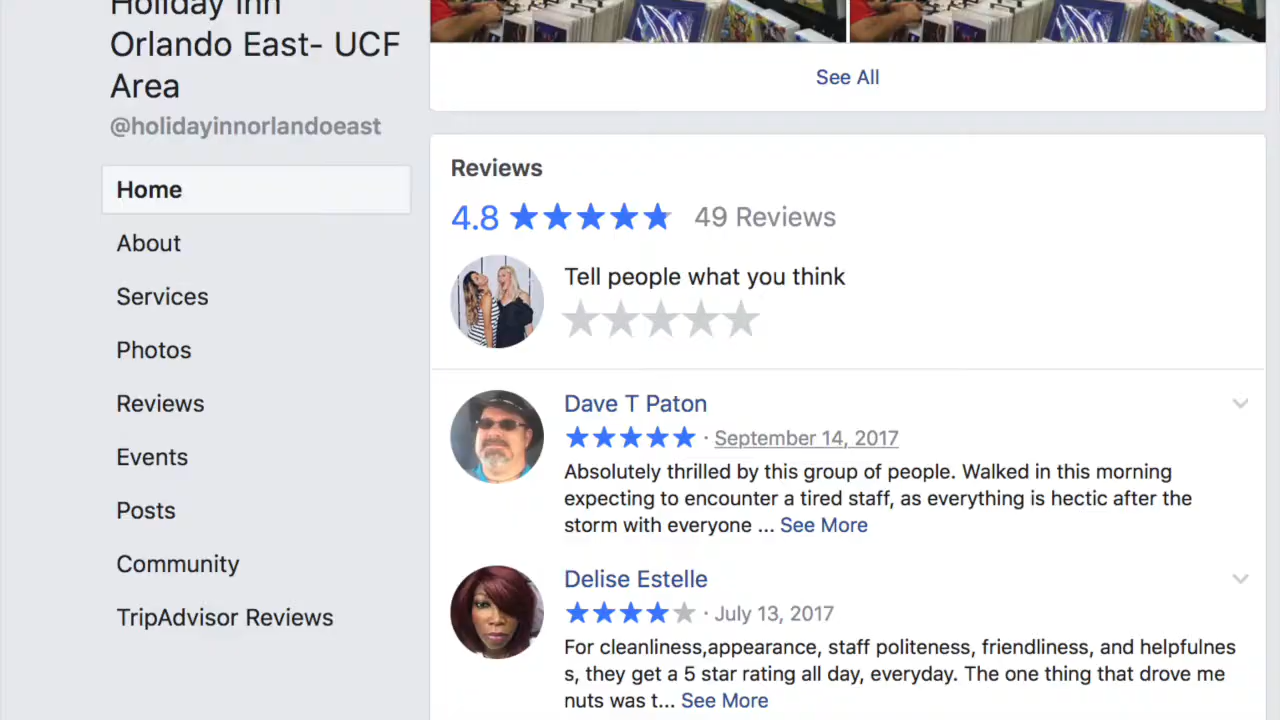 Holiday Inn
Orlando East- UCF
Area
@holidayinnorlandoeast
Home
About
Services
Photos
Reviews
Events
Posts
Community
TripAdvisor Reviews
See All
Reviews
4.8 49 Reviews
Tell people what you think
Dave T Paton
· September 14, 2017
Absolutely thrilled by this group of people. Walked in this morning
expecting to encounter a tired staff, as everything is hectic after the
storm with everyone ... See More
Delise Estelle
· July 13, 2017
For cleanliness,appearance, staff politeness, friendliness, and helpfulnes
s, they get a 5 star rating all day, everyday. The one thing that drove me
nuts was t... See More